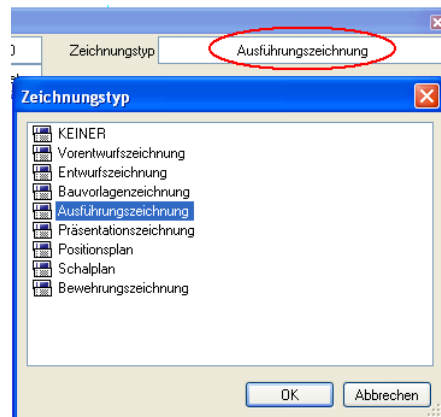 Zeichnungstyp Ausführungszeichnung
Zeichnungstyp
KEINER
Vorentwurfszeichnung
Entwurfszeichnung
Bauvorlagenzeichnung
Ausführungszeichnung
Präsentationszeichnung
Positionsplan
Schalplan
Bewehrungszeichnung
OK Abbrechen